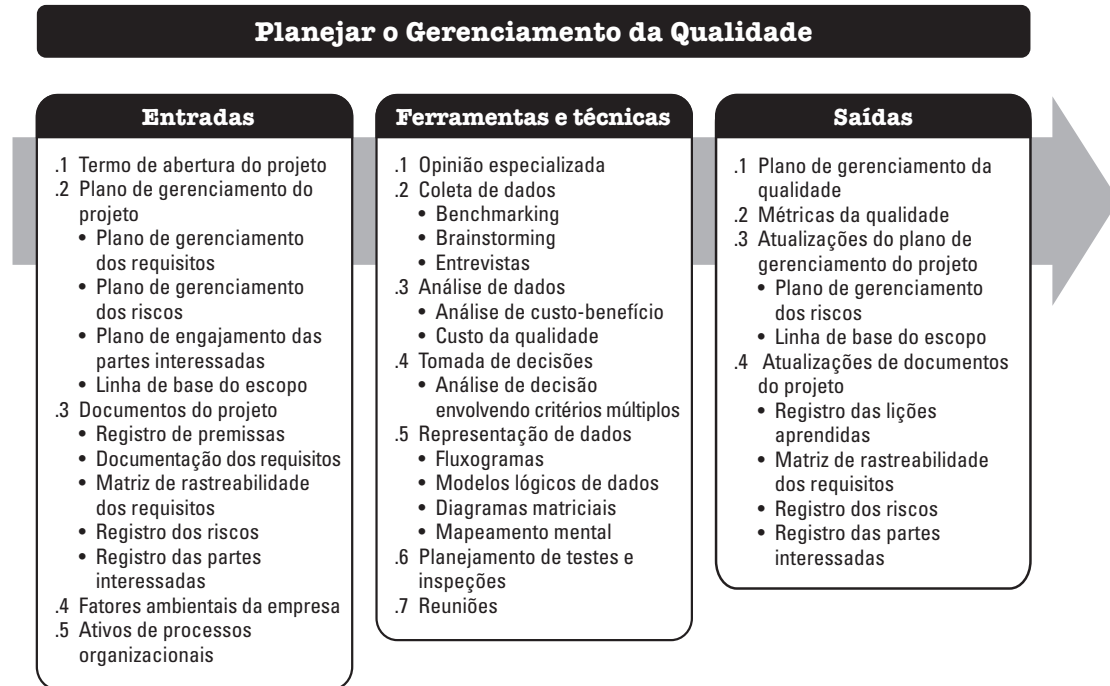 Planejar o Gerenciamento da Qualidade
Entradas
.1 Termo de abertura do projeto
.2 Plano de gerenciamento do
projeto
• Plano de gerenciamento
dos requisitos
• Plano de gerenciamento
dos riscos
• Plano de engajamento das
partes interessadas
• Linha de base do escopo
.3 Documentos do projeto
• Registro de premissas
• Documentação dos requisitos
• Matriz de rastreabilidade
dos requisitos
• Registro dos riscos
• Registro das partes
interessadas
.4 Fatores ambientais da empresa
.5 Ativos de processos
organizacionais
Ferramentas e técnicas
.1 Opinião especializada
.2 Coleta de dados
• Benchmarking
• Brainstorming
• Entrevistas
.3 Análise de dados
• Análise de custo-benefício
• Custo da qualidade
.4 Tomada de decisões
• Análise de decisão
envolvendo critérios múltiplos
.5 Representação de dados
• Fluxogramas
• Modelos lógicos de dados
• Diagramas matriciais
• Mapeamento mental
.6 Planejamento de testes e
inspeções
.7 Reuniões
Saídas
.1 Plano de gerenciamento da
qualidade
.2 Métricas da qualidade
.3 Atualizações do plano de
gerenciamento do projeto
• Plano de gerenciamento
dos riscos
• Linha de base do escopo
.4 Atualizações de documentos
do projeto
• Registro das lições
aprendidas
• Matriz de rastreabilidade
dos requisitos
• Registro dos riscos
• Registro das partes
interessadas